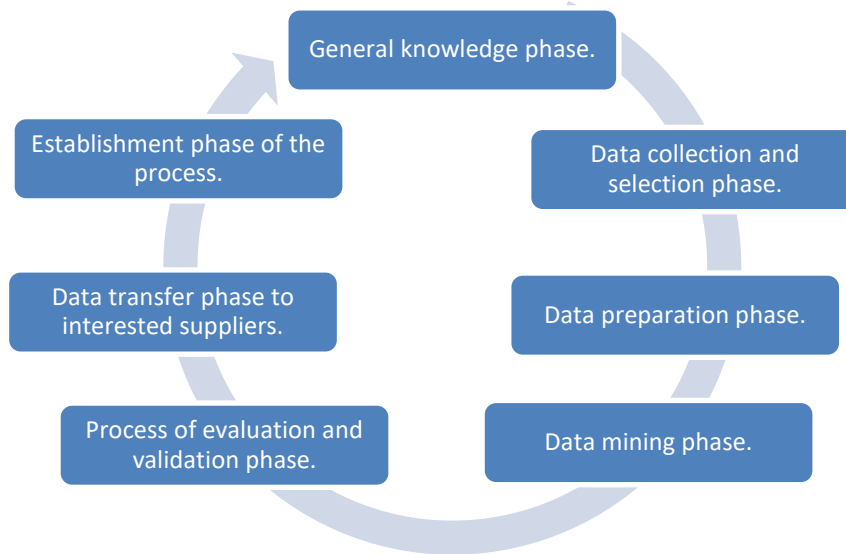 General knowledge phase.
Data collection and
selection phase.
Data preparation phase.
Data mining phase.
Process of evaluation and
validation phase.
Data transfer phase to
interested suppliers.
Establishment phase of the
process.